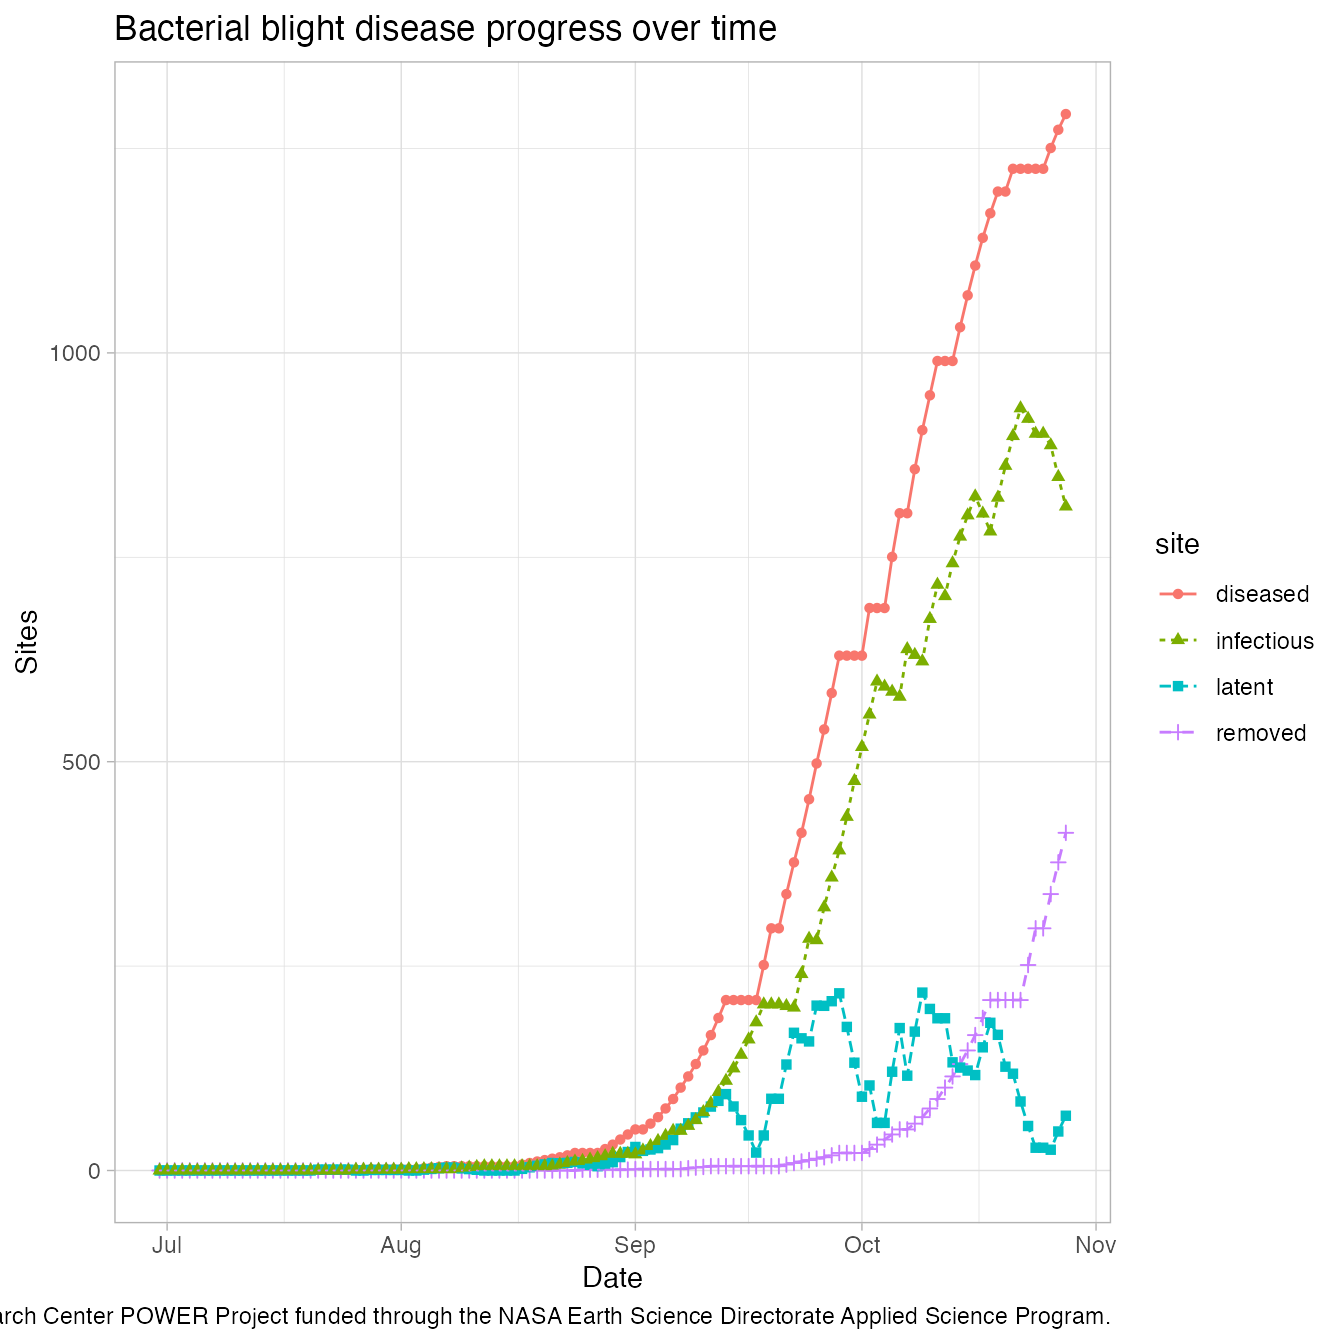 Bacterial blight disease progress over time
1000
500
0
Sites
Jul Aug Sep Oct Nov
Date
site
diseased
infectious
latent
removed
Center POWER Project funded through the NASA Earth Science Directorate Applied Science Program.